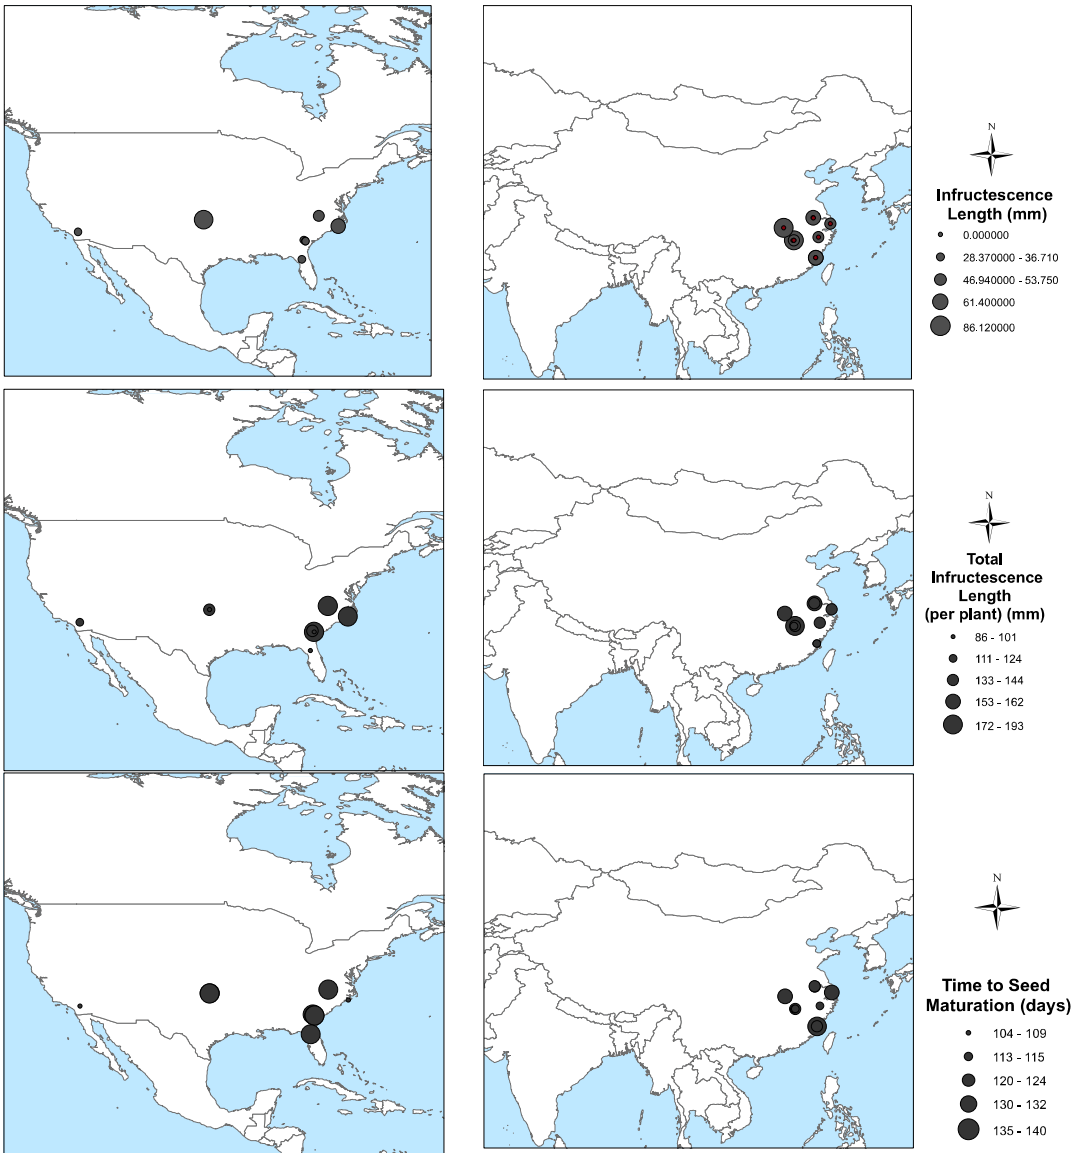 N
Infructescence
Length (mm)
0.000000
28.370000 - 36.710
46.940000 - 53.750
61.400000
86.120000
N
Total
Infructescence
Length
(per plant) (mm)
86 - 101
111 - 124
133 - 144
153 - 162
172 - 193
N
Time to Seed
Maturation (days)
104 - 109
113 - 115
120 - 124
130 - 132
135 - 140